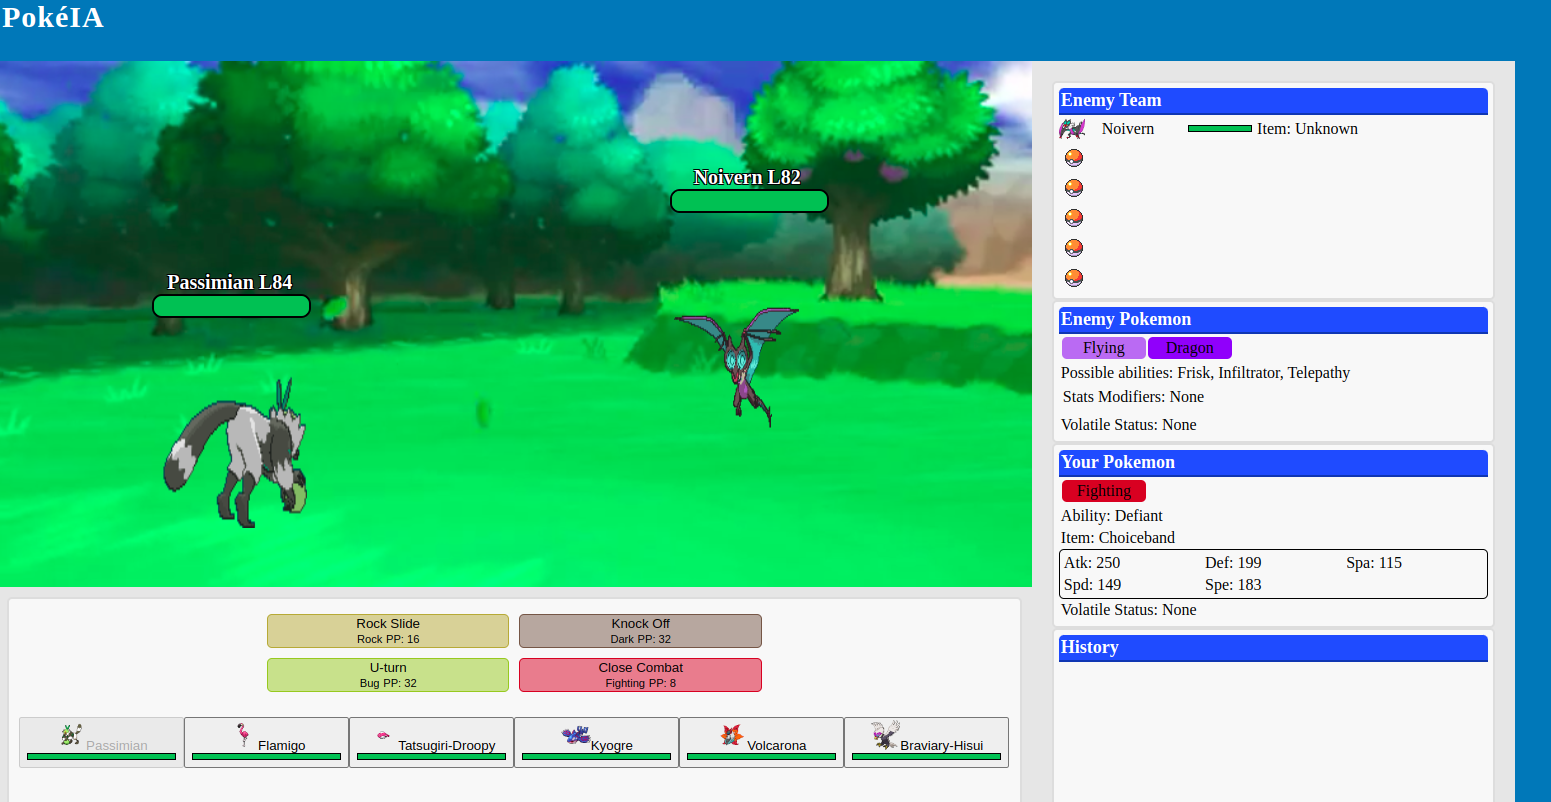 PokéIA
Noivern L82
Passimian L84
Rock Slide
Rock PP: 16
Knock Off
Dark PP: 32
U-turn
Bug PP: 32
Close Combat
Fighting PP: 8
Passimian
Flamigo
Tatsugiri-Droopy
Kyogre
Volcarona
Braviary-Hisui
Enemy Team
Noivern Item: Unknown
Enemy Pokemon
Flying Dragon
Possible abilities: Frisk, Infiltrator, Telepathy
Stats Modifiers: None
Volatile Status: None
Your Pokemon
Fighting
Ability: Defiant
Item: Choiceband
Atk: 250 Def: 199 Spa: 115
Spd: 149 Spe: 183
Volatile Status: None
History